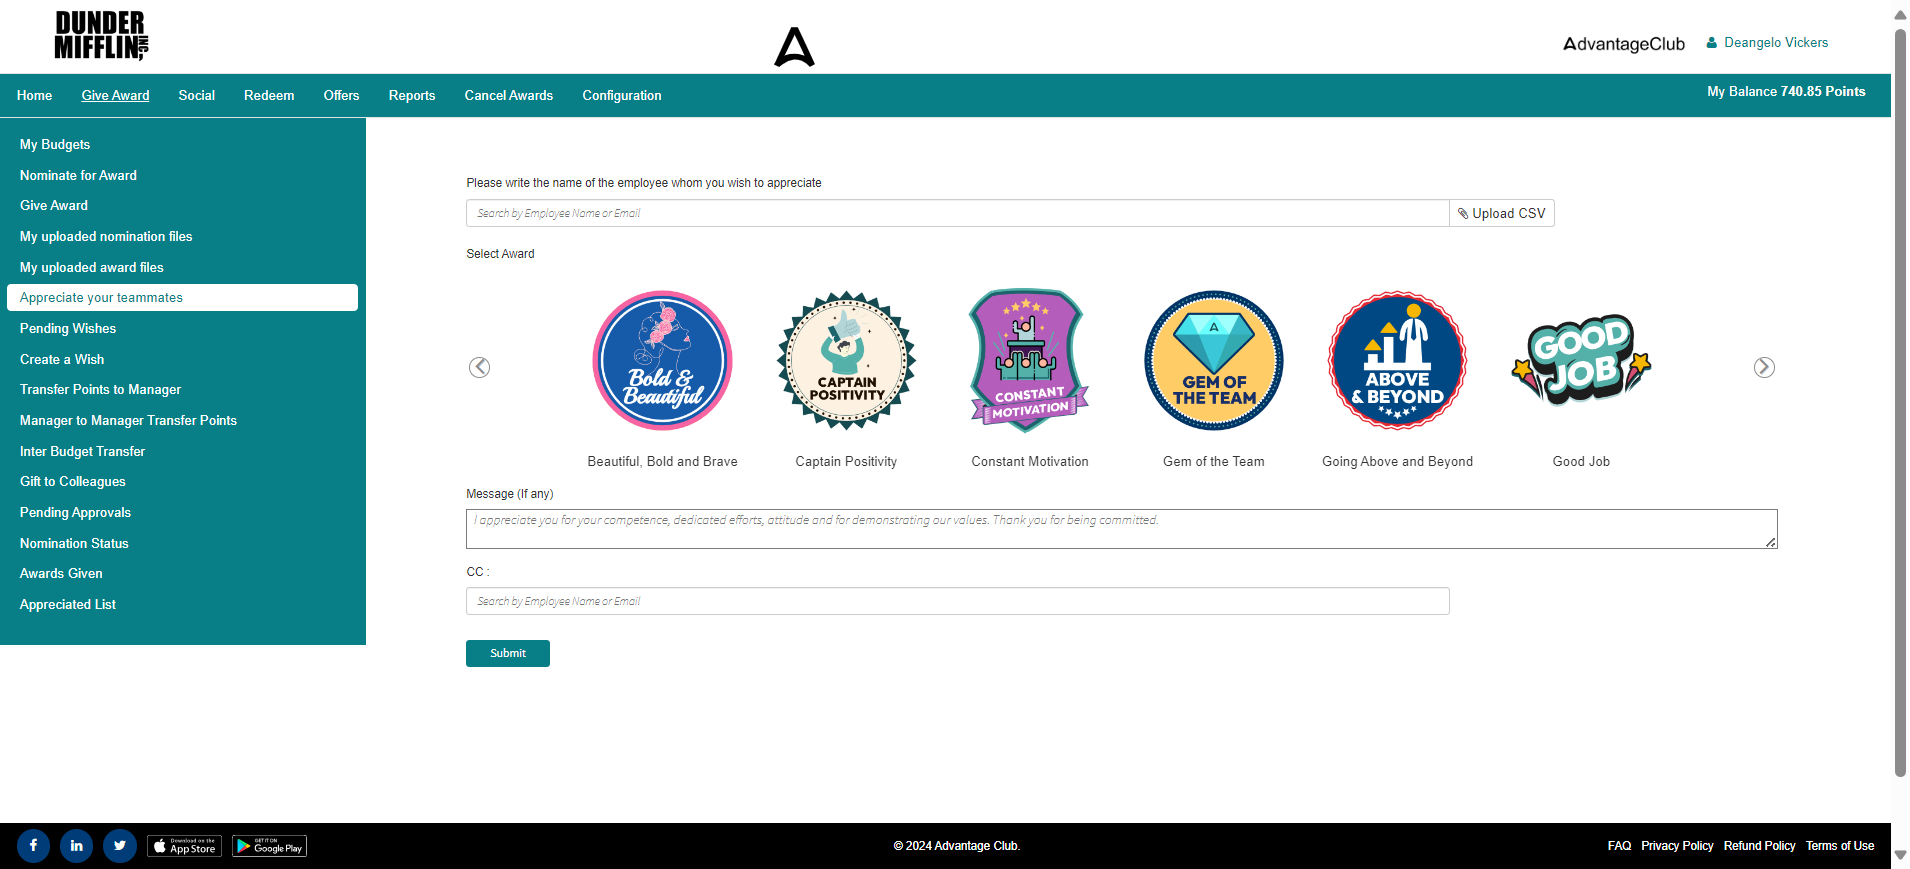 DUNDER
MIFFLIN INC,
AdvantageClub
Deangelo Vickers
Home
Give Award
Social
Redeem
Offers
Reports
Cancel Awards
Configuration
My Balance 740.85 Points
My Budgets
Nominate for Award
Give Award
My uploaded nomination files
My uploaded award files
Appreciate your teammates
Pending Wishes
Create a Wish
Transfer Points to Manager
Manager to Manager Transfer Points
Inter Budget Transfer
Gift to Colleagues
Pending Approvals
Nomination Status
Awards Given
Appreciated List
Please write the name of the employee whom you wish to appreciate
Search by Employee Name or Email
Upload CSV
Select Award
Bold &
Beautiful
CAPTAIN
POSITIVITY
CONSTANT
MOTIVATION
A
GEM OF
THE TEAM
ABOVE
& BEYOND
GOOD
JOB
Beautiful, Bold and Brave
Captain Positivity
Constant Motivation
Gem of the Team
Going Above and Beyond
Good Job
Message (If any)
I appreciate you for your competence, dedicated efforts, attitude and for demonstrating our values. Thank you for being committed.
CC :
Search by Employee Name or Email
Submit
Download on the
App Store
GET IT ON
Google Play
© 2024 Advantage Club.
FAQ
Privacy Policy
Refund Policy
Terms of Use